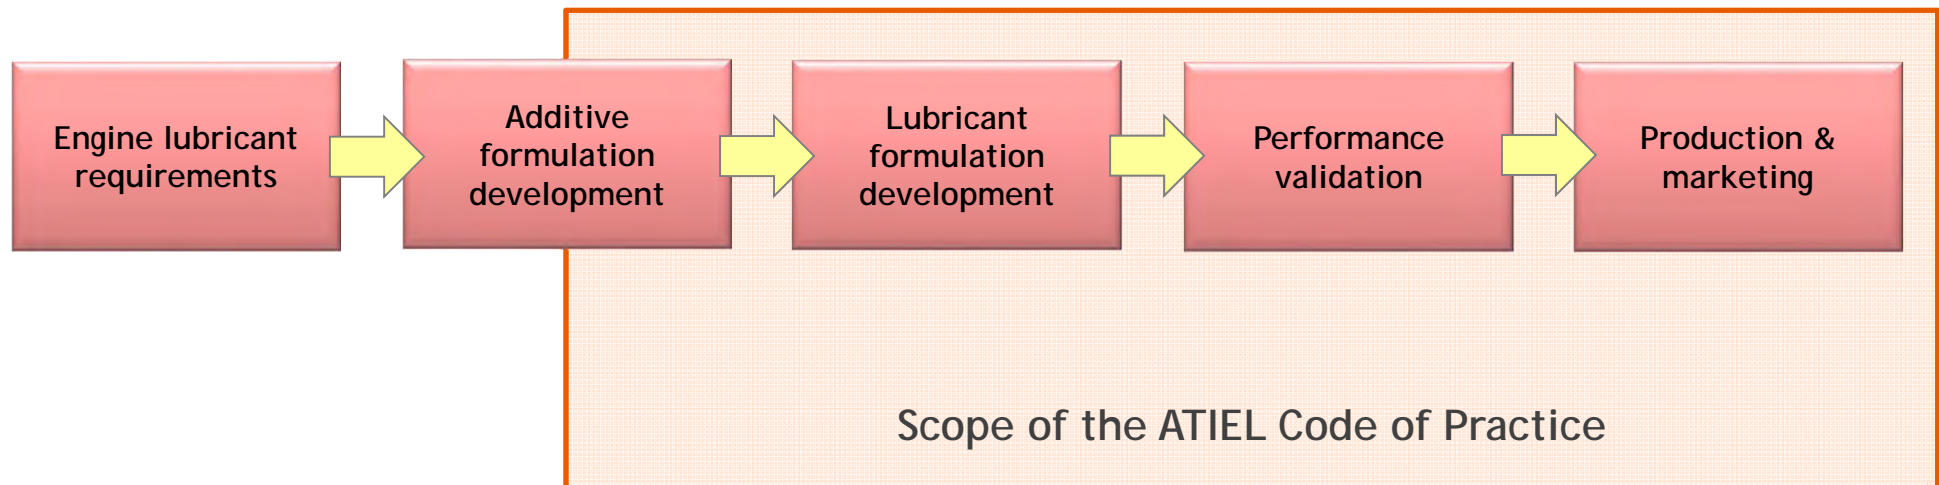 Engine lubricant
requirements
Additive
formulation
development
Lubricant
formulation
development
Performance
validation
Production &
marketing
Scope of the ATIEL Code of Practice